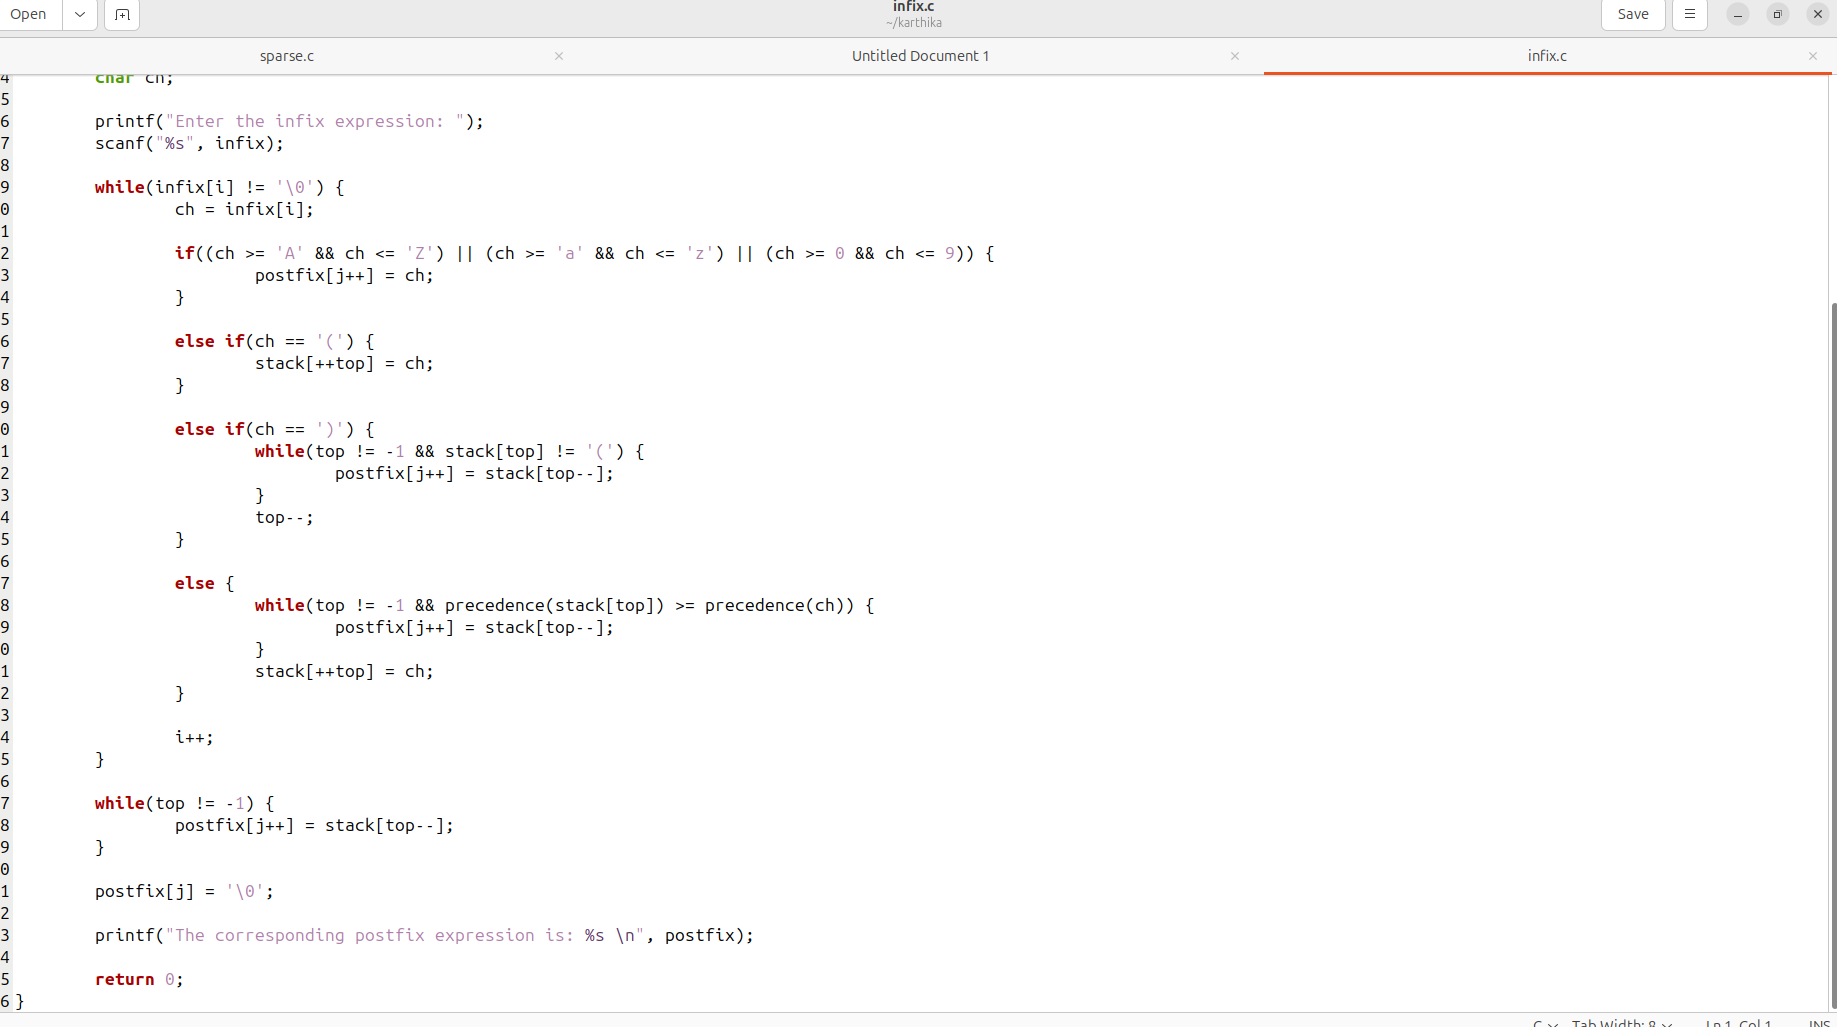 Open
infix.c
~/karthika
Save
sparse.c
Untitled Document 1
infix.c
4 char ch;
5
6 printf("Enter the infix expression: ");
7 scanf("%s", infix);
8
9 while(infix[i] != '\0') {
0 ch = infix[i];
1
2 if((ch >= 'A' && ch <= 'Z') || (ch >= 'a' && ch <= 'z') || (ch >= 0 && ch <= 9)) {
3 postfix[j++] = ch;
4 }
5
6 else if(ch == '(') {
7 stack[++top] = ch;
8 }
9
0 else if(ch == ')') {
1 while(top != -1 && stack[top] != '(') {
2 postfix[j++] = stack[top--];
3 }
4 top--;
5 }
6
7 else {
8 while(top != -1 && precedence(stack[top]) >= precedence(ch)) {
9 postfix[j++] = stack[top--];
0 }
1 stack[++top] = ch;
2 }
3
4 i++;
5 }
6
7 while(top != -1) {
8 postfix[j++] = stack[top--];
9 }
0
1 postfix[j] = '\0';
2
3 printf("The corresponding postfix expression is: %s \n", postfix);
4
5 return 0;
6 }
C Tab Width: 8 Ln 1, Col 1 INS